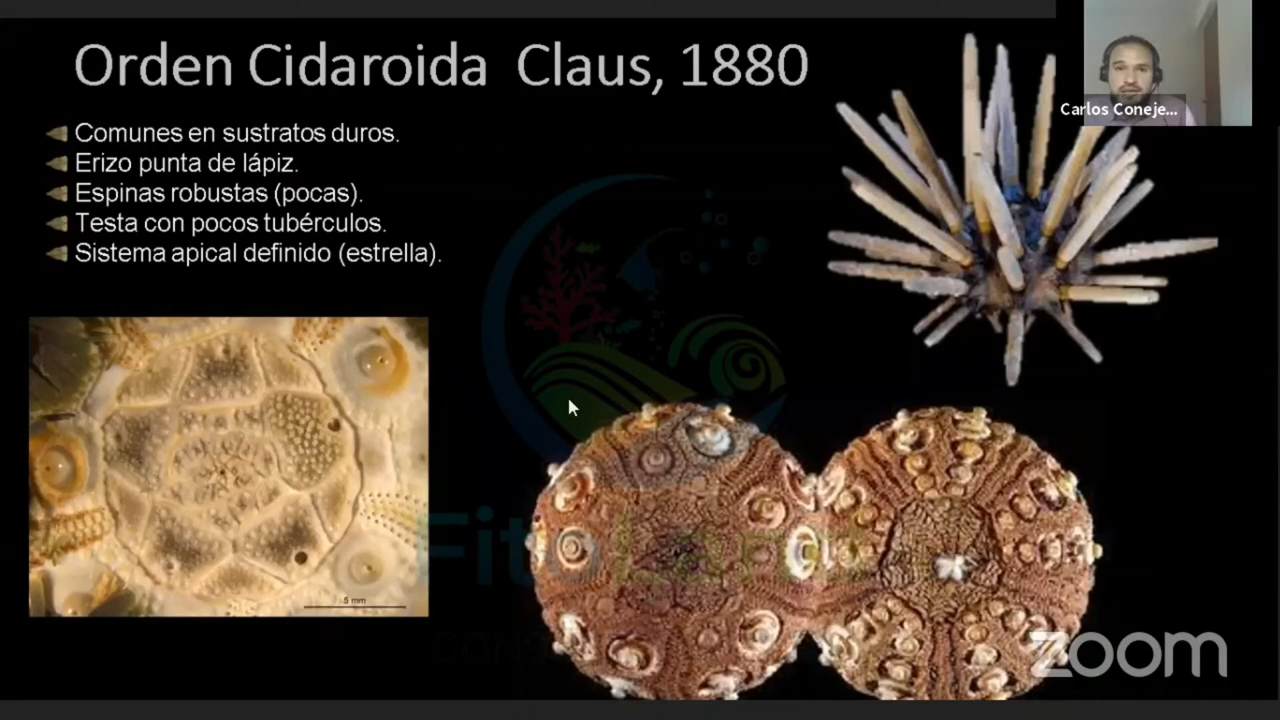 Orden Cidaroida Claus, 1880
Carlos Coneje...
Comunes en sustratos duros.
Erizo punta de lápiz.
Espinas robustas (pocas).
Testa con pocos tubérculos.
Sistema apical definido (estrella).
5 mm
zoom